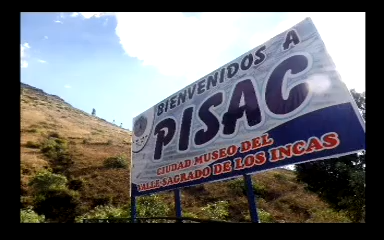 BIENVENIDOS A
PISAC
CIUDAD MUSEO DEL
VALLE SAGRADO DE LOS INCAS